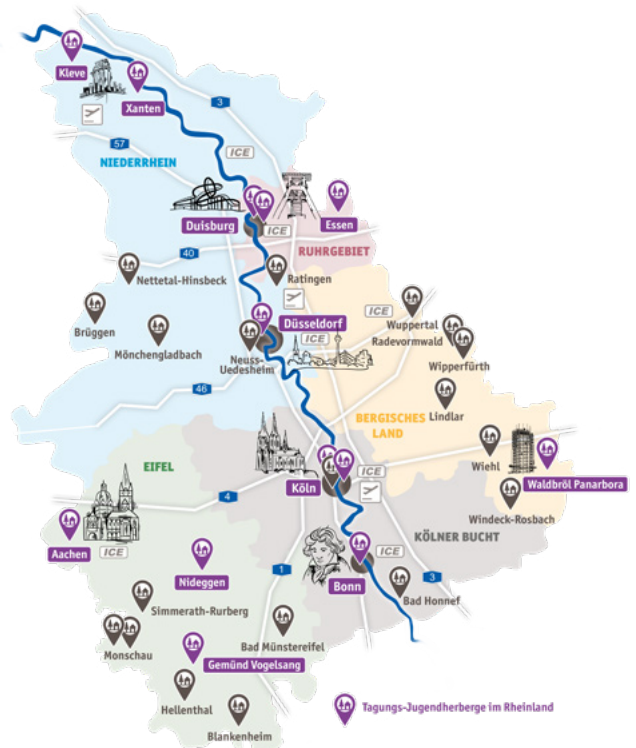 Kleve
Xanten
3
57
ICE
NIEDERRHEIN
Duisburg
ICE
Essen
RUHRGEBIET
40
Nettetal-Hinsbeck
Ratingen
Brüggen
Mönchengladbach
Düsseldorf
ICE
ICE
Wuppertal
Radevormwald
Neuss-
Uedesheim
Wipperfürth
46
Lindlar
BERGISCHES
LAND
EIFEL
Wiehl
Köln
ICE
Waldbröl Panarbora
4
Windeck-Rosbach
KÖLNER BUCHT
Aachen
ICE
ICE
Nideggen
1
Bonn
3
Bad Honnef
Simmerath-Rurberg
Monschau
Bad Münstereifel
Gemünd Vogelsang
Hellenthal
Tagungs-Jugendherberge im Rheinland
Blankenheim